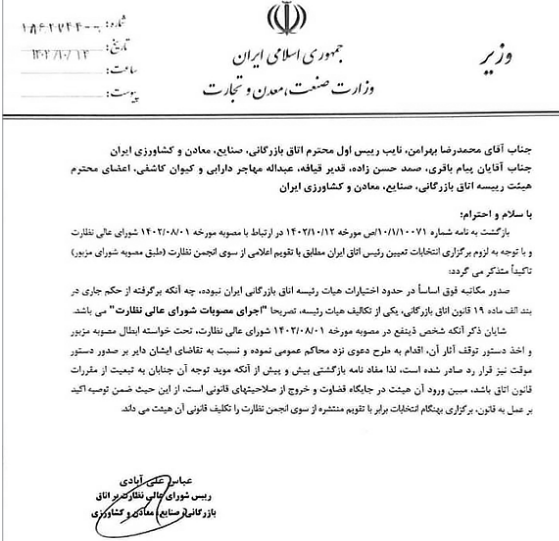 جمهوری اسلامی ایران
وزارت صنعت، معدن و تجارت
وزیر
شماره:
تاریخ: ۱۴۰۲/۱۰/۱۳
ساعت:
پیوست:
جناب آقای محمدرضا بهرامن، نایب رییس اول محترم اتاق بازرگانی، صنایع، معادن و کشاورزی ایران
جناب آقایان پیام باقری، صمد حسن زاده، قدیر قیافه، عبداله مهاجر دارابی و کیوان کاشفی، اعضای محترم
هیئت رییسه اتاق بازرگانی، صنایع، معادن و کشاورزی ایران
با سلام و احترام؛
بازگشت به نامه شماره ۱۰/۱/۱۰۰۷۱/ص مورخه ۱۴۰۲/۱۰/۱۲ در ارتباط با مصوبه مورخه ۱۴۰۲/۰۸/۰۱ شورای عالی نظارت
و با توجه به لزوم برگزاری انتخابات تعیین رئیس اتاق ایران مطابق با تقویم اعلامی از سوی انجمن نظارت (طبق مصوبه شورای مزبور)
تاکیداً متذکر می گردد:
صدور مکاتبه فوق اساساً در حدود اختیارات هیات رئیسه اتاق بازرگانی ایران نبوده، چه آنکه برگرفته از حکم جاری در
بند الف ماده ۱۹ قانون اتاق بازرگانی، یکی از تکالیف هیات رئیسه، تصریحا "اجرای مصوبات شورای عالی نظارت" می باشد.
شایان ذکر آنکه شخص ذینفع در مصوبه مورخه ۱۴۰۲/۰۸/۰۱ شورای عالی نظارت، تحت خواسته ابطال مصوبه مزبور
و اخذ دستور توقف آثار آن، اقدام به طرح دعوی نزد محاکم عمومی نموده و نسبت به تقاضای ایشان دایر بر صدور دستور
موقت نیز قرار رد صادر شده است، لذا مفاد نامه بازگشتی بیش و پیش از آنکه موید توجه آن جنابان به تبعیت از مقررات
قانون اتاق باشد، مبین ورود آن هیئت در جایگاه قضاوت و خروج از صلاحیتهای قانونی است، از این حیث ضمن توصیه اکید
بر عمل به قانون، برگزاری بهنگام انتخابات برابر با تقویم منتشره از سوی انجمن نظارت را تکلیف قانونی آن هیئت می داند.
عباس علی آبادی
رییس شورای عالی نظارت بر اتاق
بازرگانی، صنایع، معادن و کشاورزی